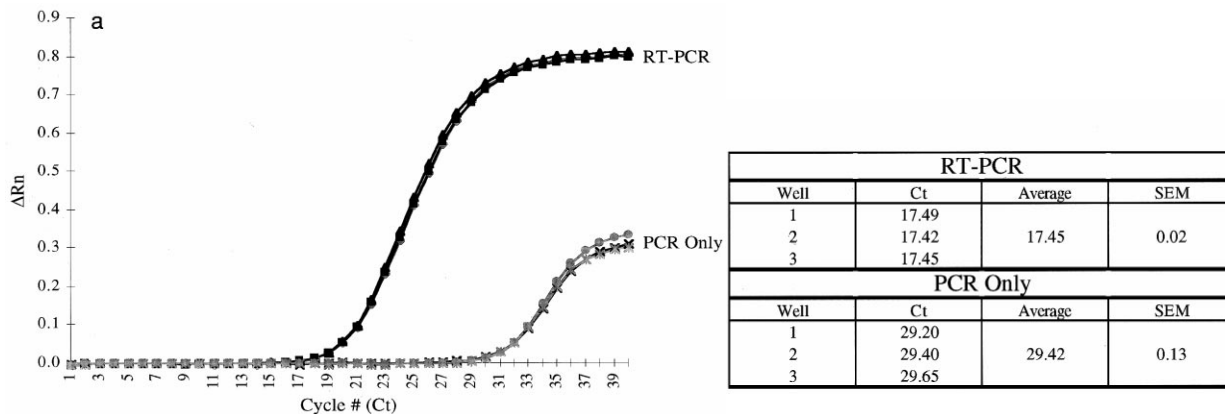 a
0.9
0.8
0.7
0.6
0.5
0.4
0.3
0.2
0.1
0.0
ΔRn
RT-PCR
PCR Only
1 3 5 7 9 11 13 15 17 19 21 23 25 27 29 31 33 35 37 39
Cycle # (Ct)
RT-PCR
Well Ct Average SEM
1 17.49
2 17.42 17.45 0.02
3 17.45
PCR Only
Well Ct Average SEM
1 29.20
2 29.40 29.42 0.13
3 29.65